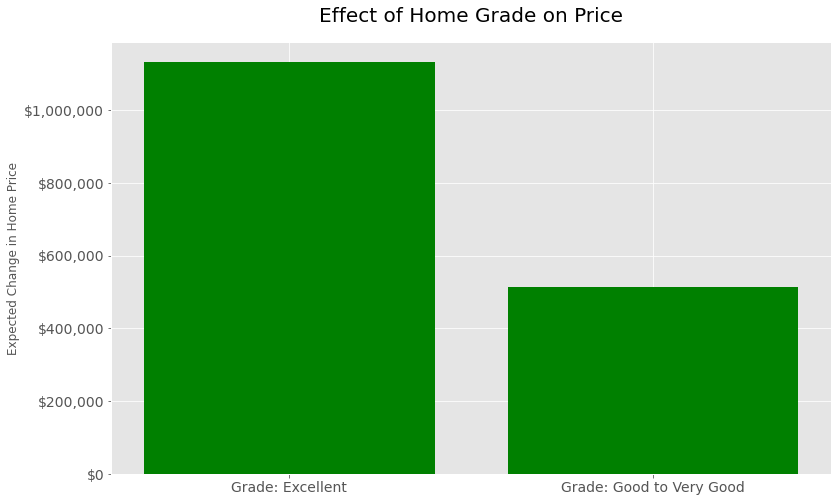 Effect of Home Grade on Price
Expected Change in Home Price
$1,000,000
$800,000
$600,000
$400,000
$200,000
$0
Grade: Excellent
Grade: Good to Very Good